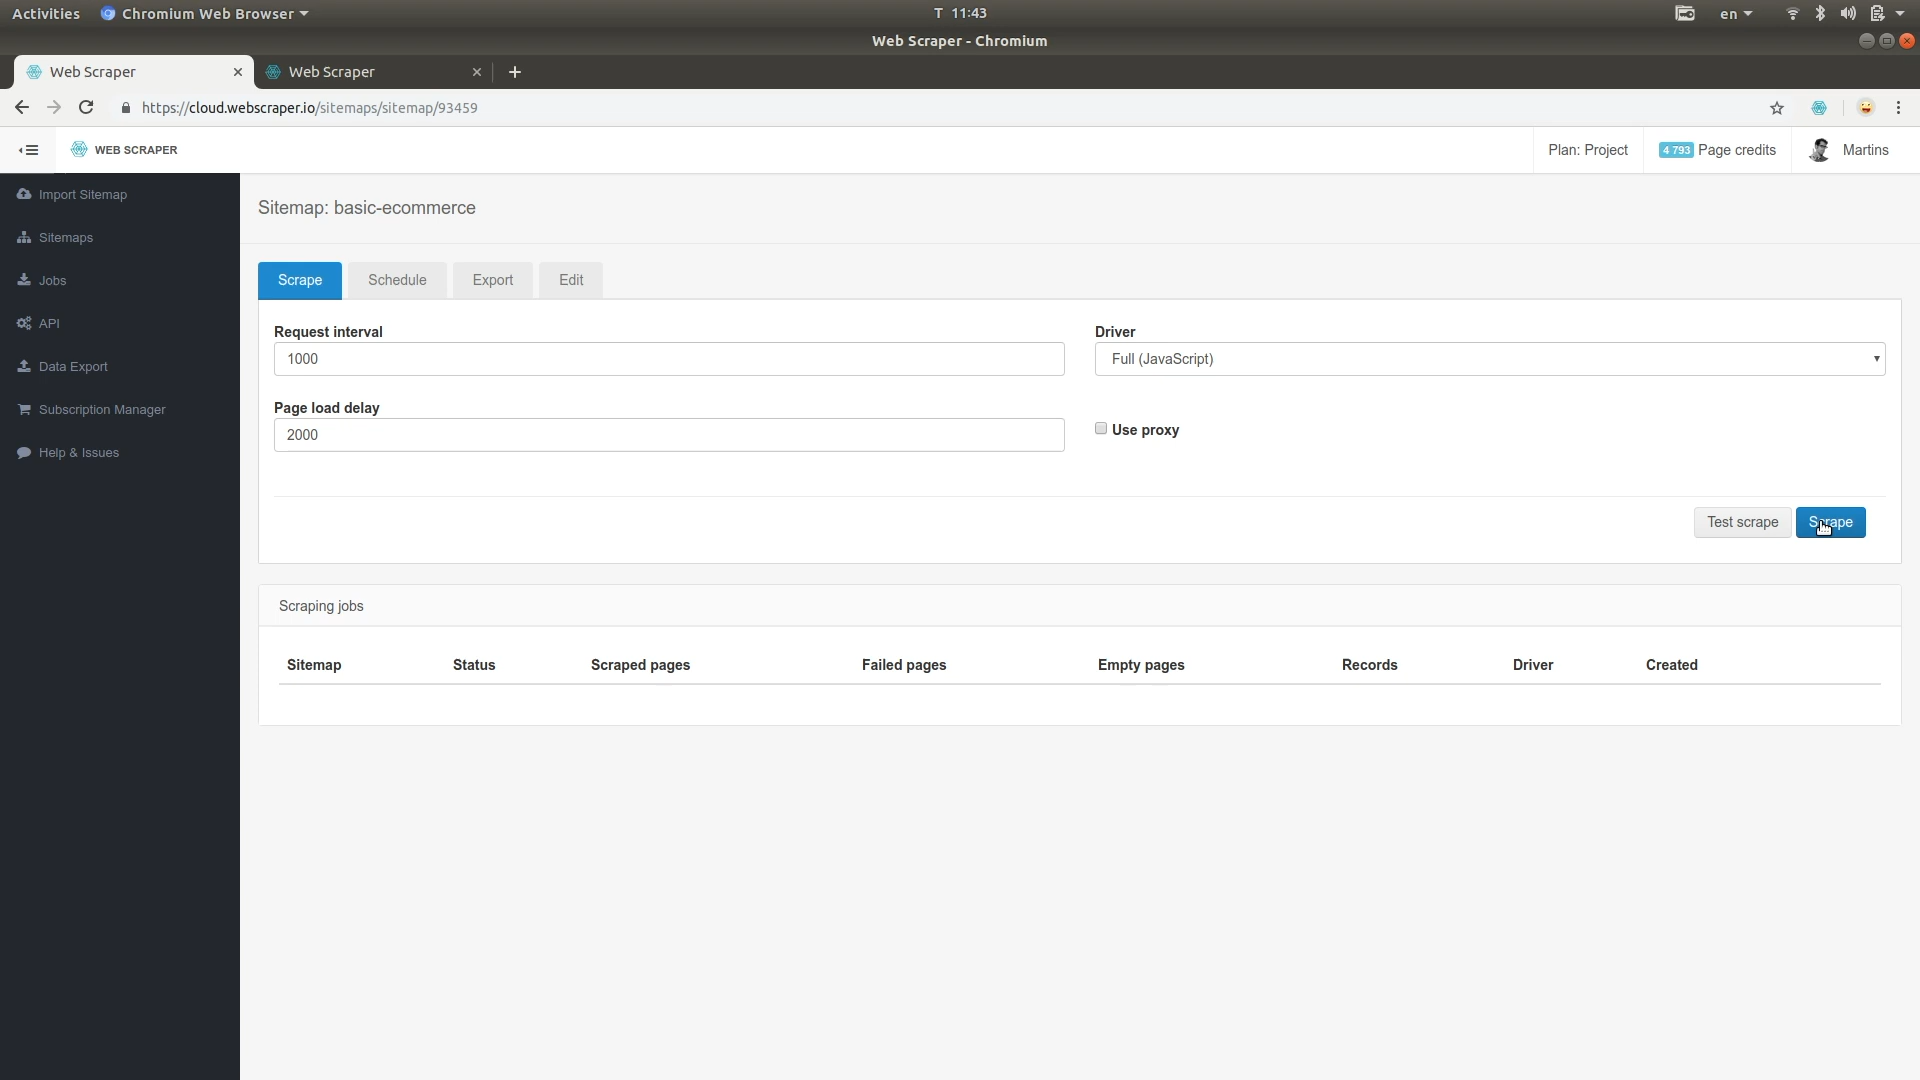 Activities Chromium Web Browser T 11:43 en
Web Scraper - Chromium
Web Scraper Web Scraper
https://cloud.webscraper.io/sitemaps/sitemap/93459
WEB SCRAPER Plan: Project 4 793 Page credits Martins
Import Sitemap
Sitemaps
Jobs
API
Data Export
Subscription Manager
Help & Issues
Sitemap: basic-ecommerce
Scrape Schedule Export Edit
Request interval Driver
1000 Full (JavaScript)
Page load delay
2000 Use proxy
Test scrape Scrape
Scraping jobs
Sitemap Status Scraped pages Failed pages Empty pages Records Driver Created